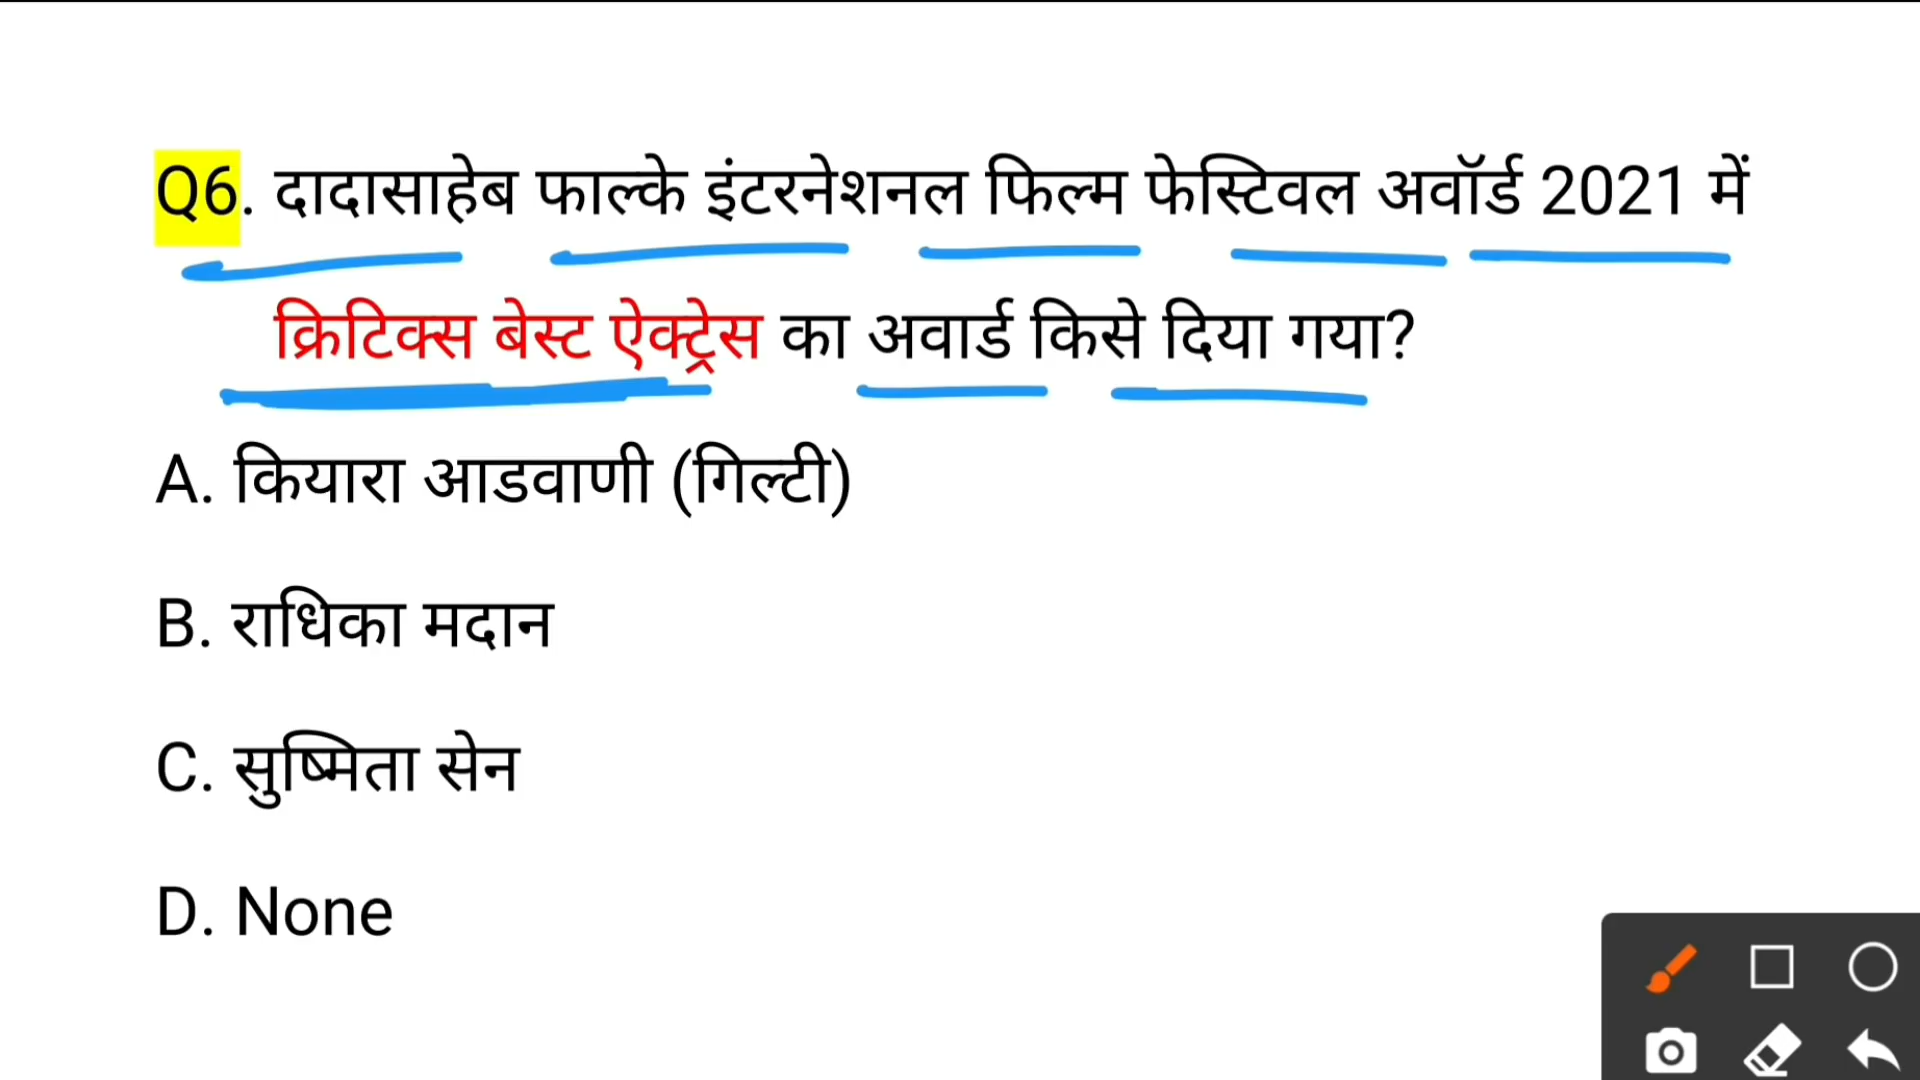 Q6. दादासाहेब फाल्के इंटरनेशनल फिल्म फेस्टिवल अवॉर्ड 2021 में
क्रिटिक्स बेस्ट ऐक्ट्रेस का अवार्ड किसे दिया गया?
A. कियारा आडवाणी (गिल्टी)
B. राधिका मदान
C. सुष्मिता सेन
D. None